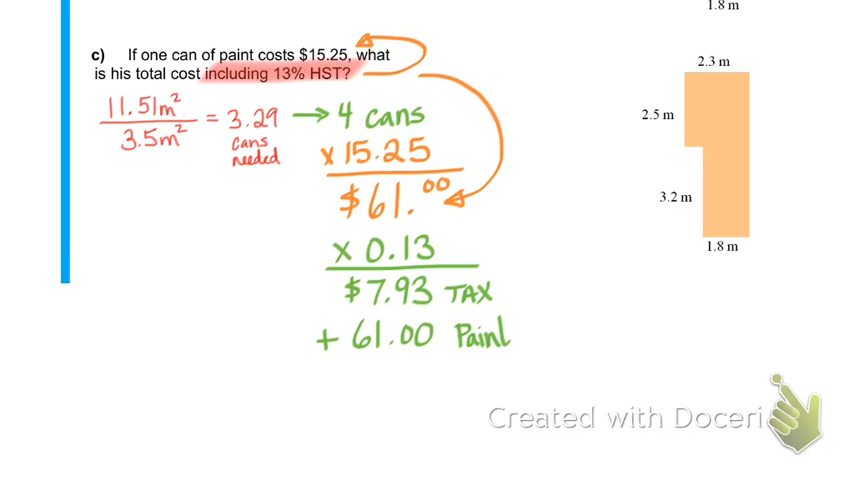 1.8 m
c) If one can of paint costs $15.25, what
is his total cost including 13% HST?
11.51m²
3.5m²
= 3.29
cans
needed
→ 4 cans
x 15.25
$61.00
x 0.13
$7.93 TAX
+ 61.00 Paint
2.3 m
2.5 m
3.2 m
1.8 m
Created with Doceri